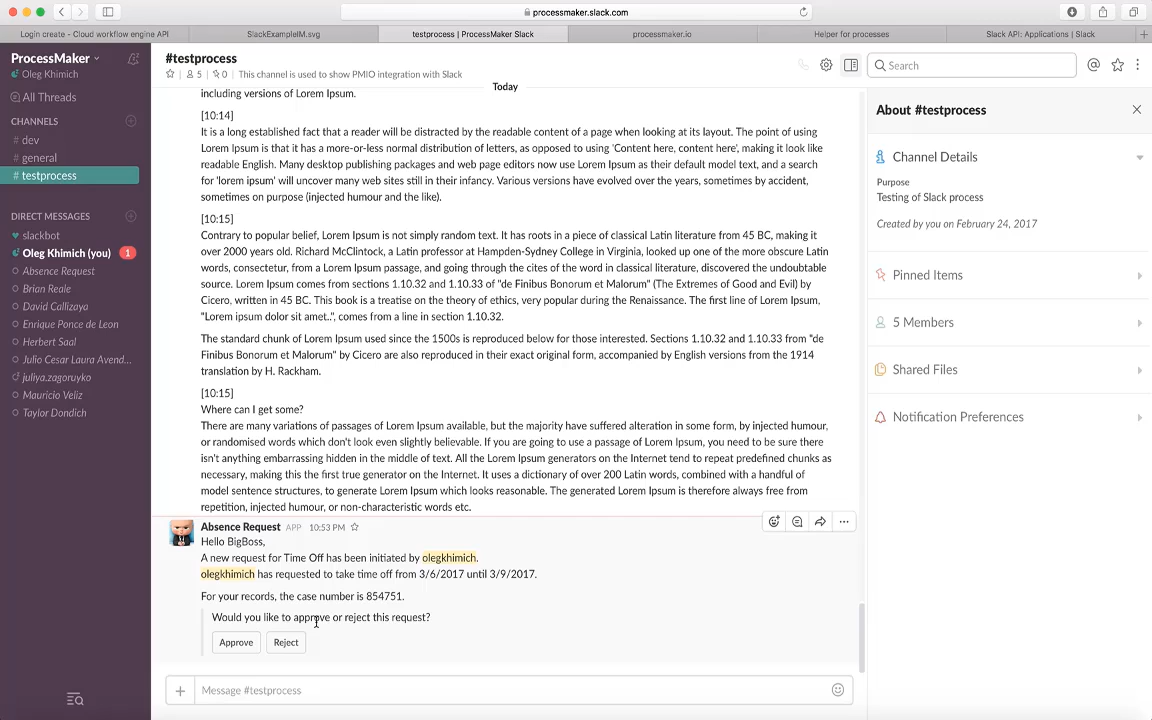 processmaker.slack.com
Login create - Cloud workflow engine API
SlackExampleIM.svg
testprocess | ProcessMaker Slack
processmaker.io
Helper for processes
Slack API: Applications | Slack
ProcessMaker
Oleg Khimich
All Threads
CHANNELS
# dev
# general
# testprocess
DIRECT MESSAGES
slackbot
Oleg Khimich (you) 1
Absence Request
Brian Reale
David Callizaya
Enrique Ponce de Leon
Herbert Saal
Julio Cesar Laura Avend...
juliya.zagoruyko
Mauricio Veliz
Taylor Dondich
#testprocess
5
0
This channel is used to show PMIO integration with Slack
Search
Today
including versions of Lorem Ipsum.
[10:14]
It is a long established fact that a reader will be distracted by the readable content of a page when looking at its layout. The point of using
Lorem Ipsum is that it has a more-or-less normal distribution of letters, as opposed to using 'Content here, content here', making it look like
readable English. Many desktop publishing packages and web page editors now use Lorem Ipsum as their default model text, and a search
for 'lorem ipsum' will uncover many web sites still in their infancy. Various versions have evolved over the years, sometimes by accident,
sometimes on purpose (injected humour and the like).
[10:15]
Contrary to popular belief, Lorem Ipsum is not simply random text. It has roots in a piece of classical Latin literature from 45 BC, making it
over 2000 years old. Richard McClintock, a Latin professor at Hampden-Sydney College in Virginia, looked up one of the more obscure Latin
words, consectetur, from a Lorem Ipsum passage, and going through the cites of the word in classical literature, discovered the undoubtable
source. Lorem Ipsum comes from sections 1.10.32 and 1.10.33 of "de Finibus Bonorum et Malorum" (The Extremes of Good and Evil) by
Cicero, written in 45 BC. This book is a treatise on the theory of ethics, very popular during the Renaissance. The first line of Lorem Ipsum,
"Lorem ipsum dolor sit amet..", comes from a line in section 1.10.32.
The standard chunk of Lorem Ipsum used since the 1500s is reproduced below for those interested. Sections 1.10.32 and 1.10.33 from "de
Finibus Bonorum et Malorum" by Cicero are also reproduced in their exact original form, accompanied by English versions from the 1914
translation by H. Rackham.
[10:15]
Where can I get some?
There are many variations of passages of Lorem Ipsum available, but the majority have suffered alteration in some form, by injected humour,
or randomised words which don't look even slightly believable. If you are going to use a passage of Lorem Ipsum, you need to be sure there
isn't anything embarrassing hidden in the middle of text. All the Lorem Ipsum generators on the Internet tend to repeat predefined chunks as
necessary, making this the first true generator on the Internet. It uses a dictionary of over 200 Latin words, combined with a handful of
model sentence structures, to generate Lorem Ipsum which looks reasonable. The generated Lorem Ipsum is therefore always free from
repetition, injected humour, or non-characteristic words etc.
Absence Request APP 10:53 PM
Hello BigBoss,
A new request for Time Off has been initiated by olegkhimich.
olegkhimich has requested to take time off from 3/6/2017 until 3/9/2017.
For your records, the case number is 854751.
Would you like to approve or reject this request?
Approve
Reject
Message #testprocess
About #testprocess
Channel Details
Purpose
Testing of Slack process
Created by you on February 24, 2017
Pinned Items
5 Members
Shared Files
Notification Preferences